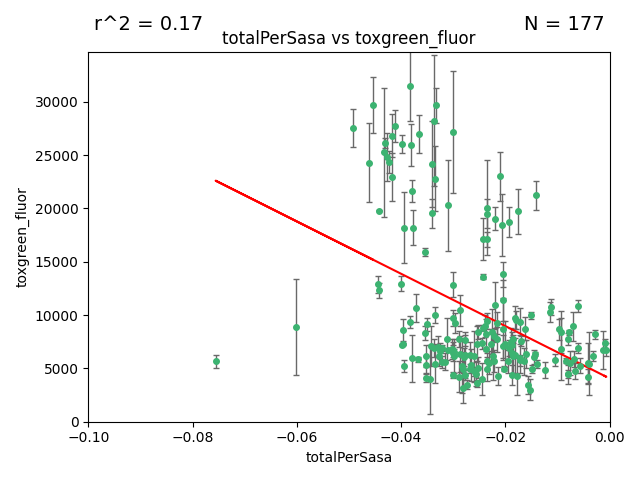 r^2 = 0.17
N = 177
totalPerSasa vs toxgreen_fluor
30000
25000
20000
15000
10000
5000
0
toxgreen_fluor
−0.10
−0.08
−0.06
−0.04
−0.02
0.00
totalPerSasa